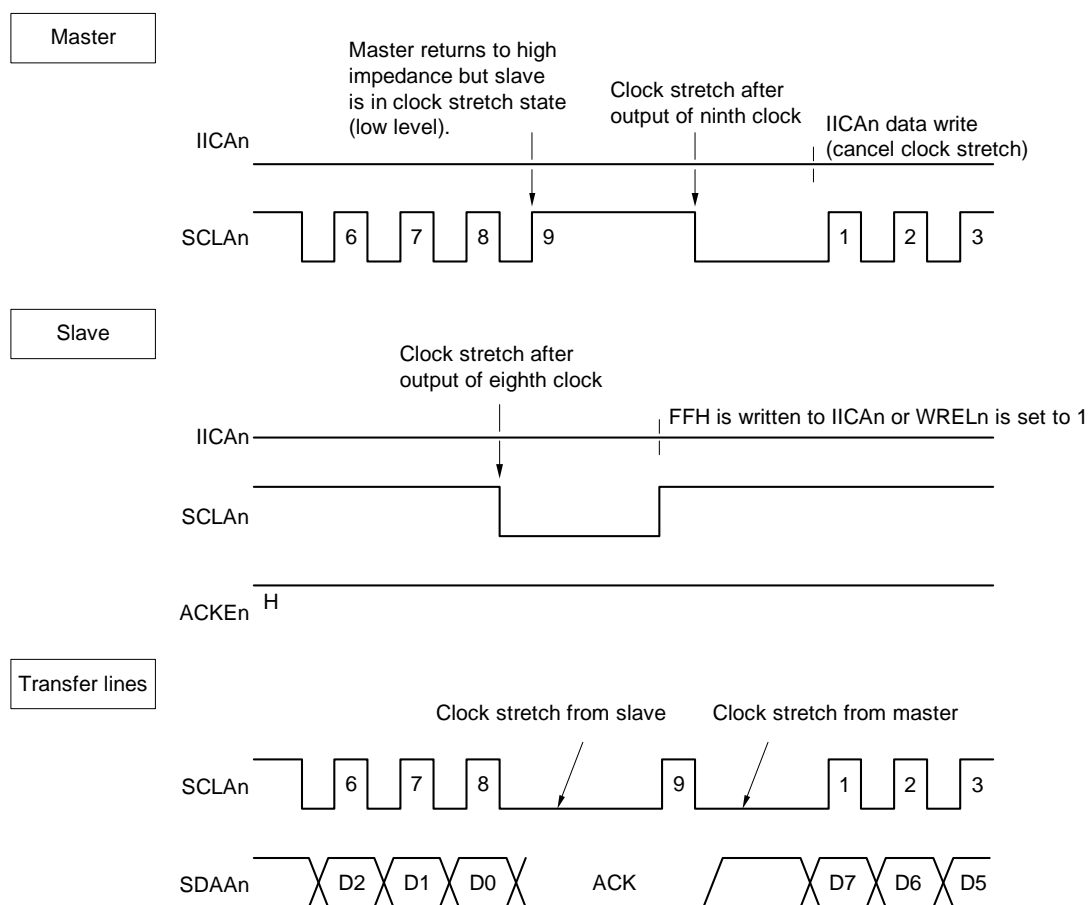 Master
Master returns to high
impedance but slave
is in clock stretch state
(low level).
Clock stretch after
output of ninth clock
IICAn data write
(cancel clock stretch)
IICAn
SCLAn 6 7 8 9 1 2 3
Slave
Clock stretch after
output of eighth clock
FFH is written to IICAn or WRELn is set to 1
IICAn
SCLAn
H
ACKEn
Transfer lines
Clock stretch from slave Clock stretch from master
SCLAn 6 7 8 9 1 2 3
SDAAn D2 D1 D0 ACK D7 D6 D5